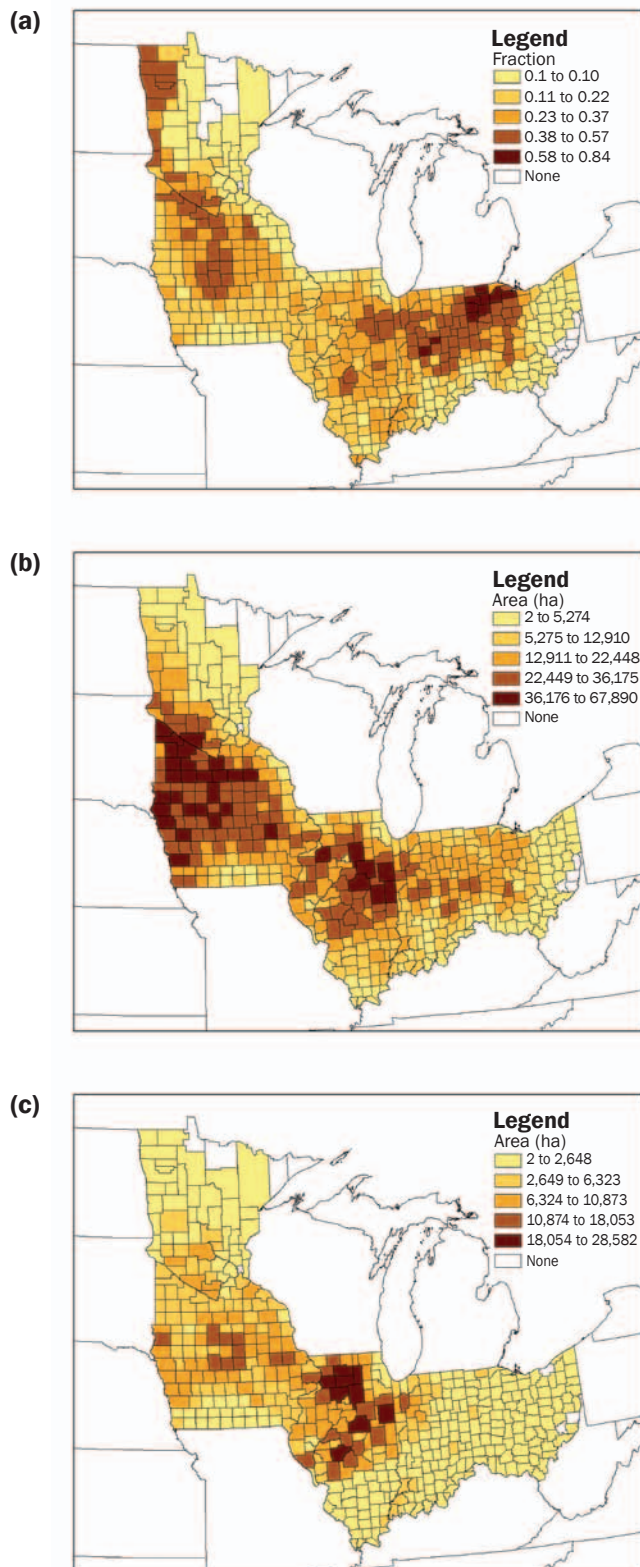 (a)
Legend
Fraction
0.1 to 0.10
0.11 to 0.22
0.23 to 0.37
0.38 to 0.57
0.58 to 0.84
None
(b)
Legend
Area (ha)
2 to 5,274
5,275 to 12,910
12,911 to 22,448
22,449 to 36,175
36,176 to 67,890
None
(c)
Legend
Area (ha)
2 to 2,648
2,649 to 6,323
6,324 to 10,873
10,874 to 18,053
18,054 to 28,582
None